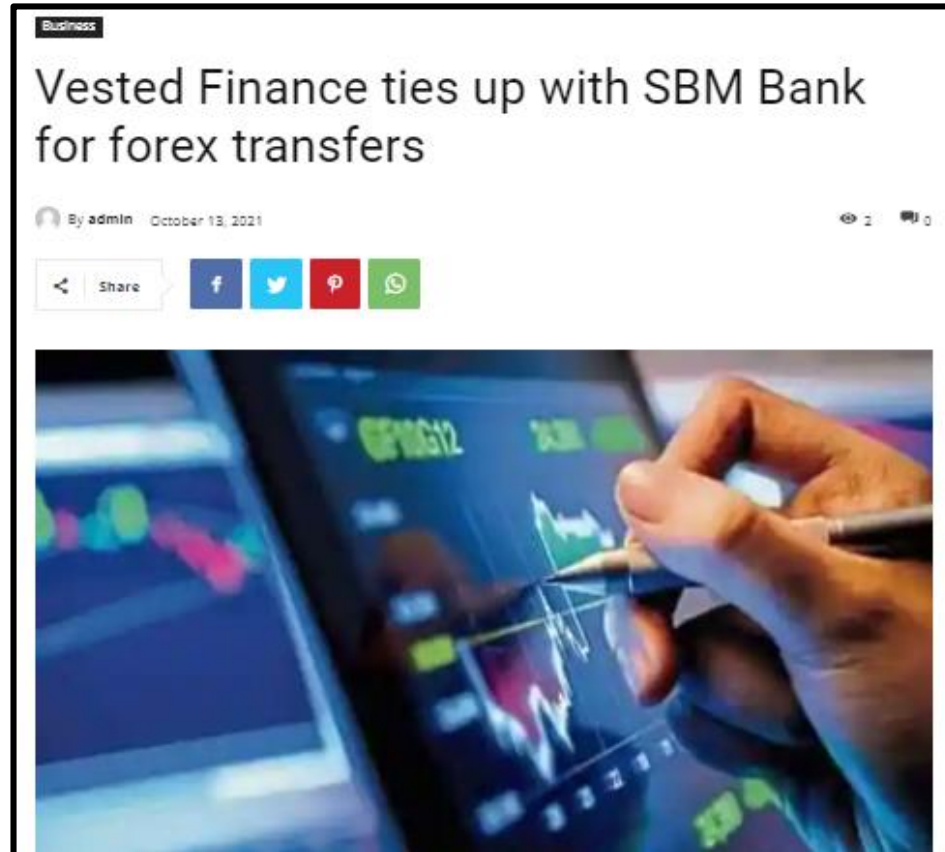 Business
Vested Finance ties up with SBM Bank
for forex transfers
By admin October 13, 2021
2 0
Share